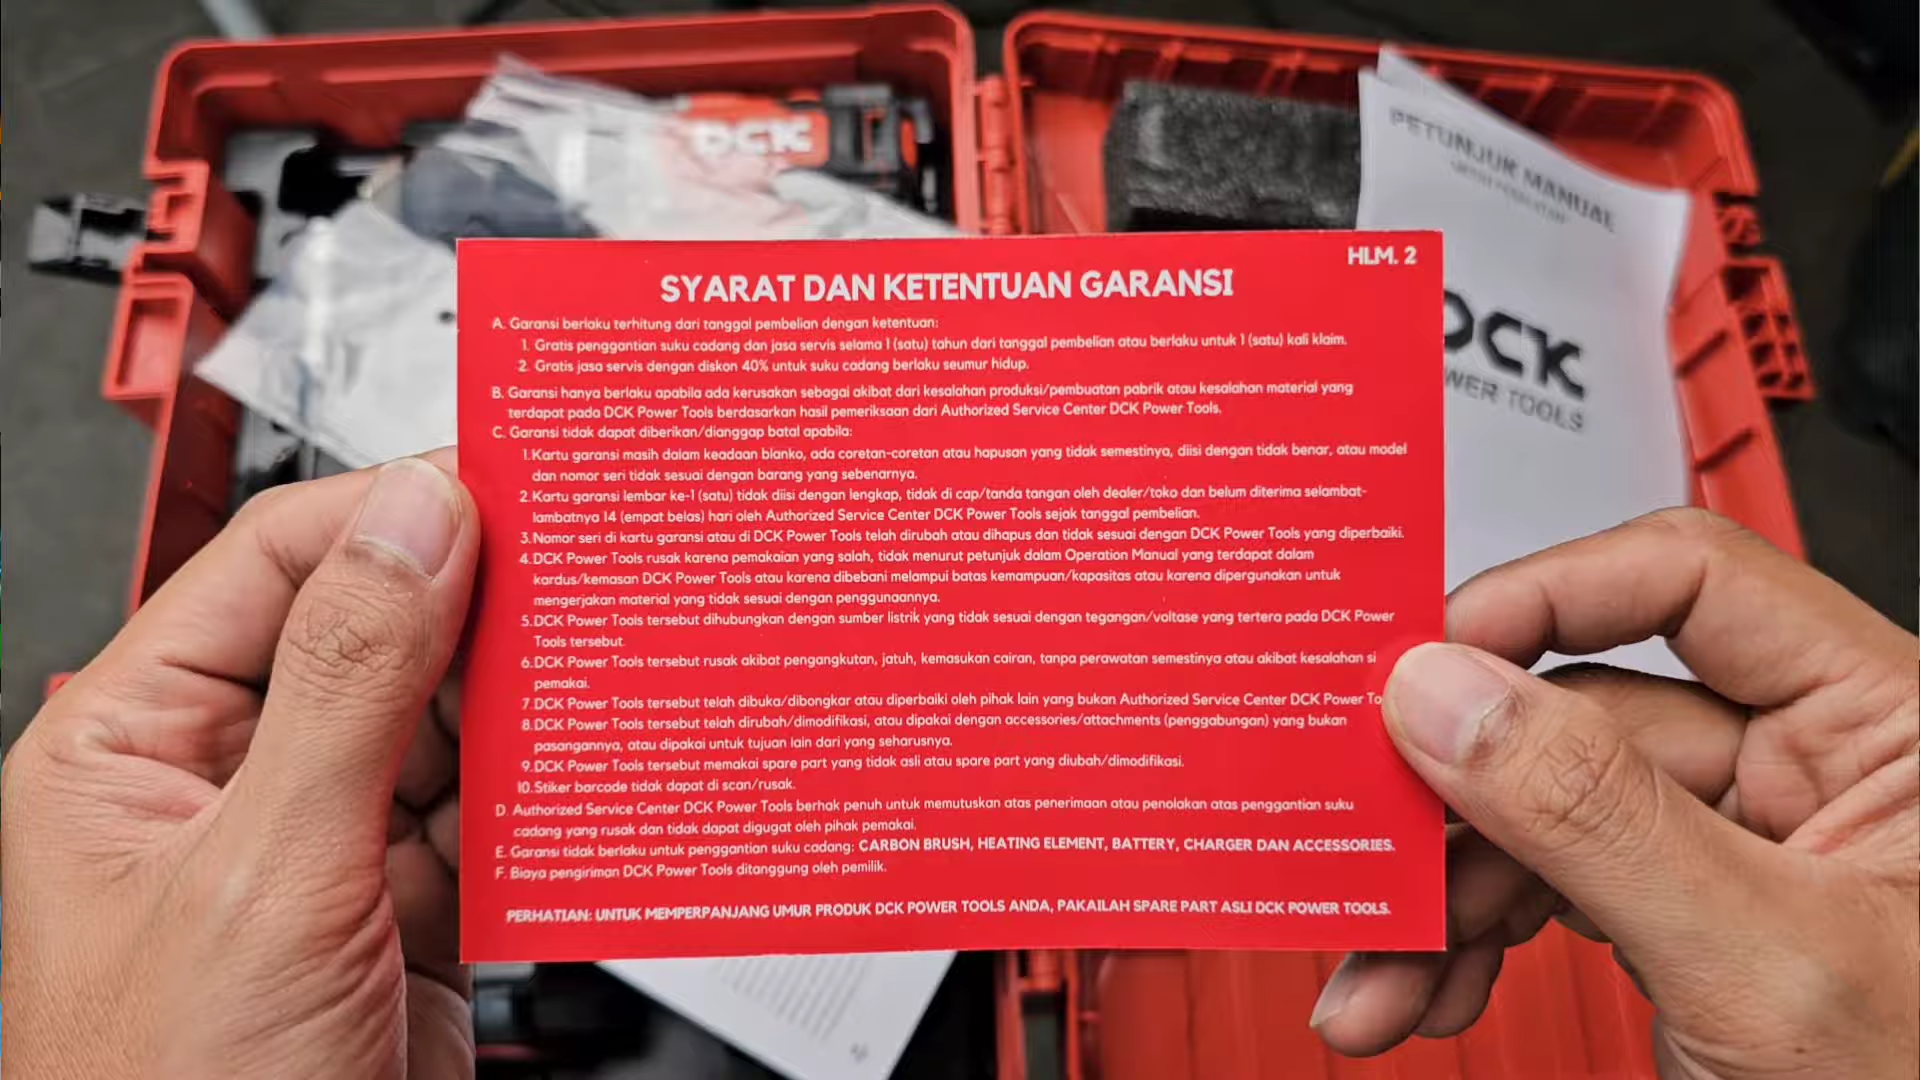 DCK
PETUNJUK MANUAL
DCK
POWER TOOLS
HLM. 2
SYARAT DAN KETENTUAN GARANSI
A. Garansi berlaku terhitung dari tanggal pembelian dengan ketentuan:
1. Gratis penggantian suku cadang dan jasa servis selama 1 (satu) tahun dari tanggal pembelian atau berlaku untuk 1 (satu) kali klaim.
2. Gratis jasa servis dengan diskon 40% untuk suku cadang berlaku seumur hidup.
B. Garansi hanya berlaku apabila ada kerusakan sebagai akibat dari kesalahan produksi/pembuatan pabrik atau kesalahan material yang
terdapat pada DCK Power Tools berdasarkan hasil pemeriksaan dari Authorized Service Center DCK Power Tools.
C. Garansi tidak dapat diberikan/dianggap batal apabila:
1.Kartu garansi masih dalam keadaan blanko, ada coretan-coretan atau hapusan yang tidak semestinya, diisi dengan tidak benar, atau model
dan nomor seri tidak sesuai dengan barang yang sebenarnya.
2.Kartu garansi lembar ke-1 (satu) tidak diisi dengan lengkap, tidak di cap/tanda tangan oleh dealer/toko dan belum diterima selambat-
lambatnya 14 (empat belas) hari oleh Authorized Service Center DCK Power Tools sejak tanggal pembelian.
3.Nomor seri di kartu garansi atau di DCK Power Tools telah dirubah atau dihapus dan tidak sesuai dengan DCK Power Tools yang diperbaiki.
4.DCK Power Tools rusak karena pemakaian yang salah, tidak menurut petunjuk dalam Operation Manual yang terdapat dalam
kardus/kemasan DCK Power Tools atau karena dibebani melampui batas kemampuan/kapasitas atau karena dipergunakan untuk
mengerjakan material yang tidak sesuai dengan penggunaannya.
5.DCK Power Tools tersebut dihubungkan dengan sumber listrik yang tidak sesuai dengan tegangan/voltase yang tertera pada DCK Power
Tools tersebut.
6.DCK Power Tools tersebut rusak akibat pengangkutan, jatuh, kemasukan cairan, tanpa perawatan semestinya atau akibat kesalahan si
pemakai.
7.DCK Power Tools tersebut telah dibuka/dibongkar atau diperbaiki oleh pihak lain yang bukan Authorized Service Center DCK Power To
8.DCK Power Tools tersebut telah dirubah/dimodifikasi, atau dipakai dengan accessories/attachments (penggabungan) yang bukan
pasangannya, atau dipakai untuk tujuan lain dari yang seharusnya.
9.DCK Power Tools tersebut memakai spare part yang tidak asli atau spare part yang diubah/dimodifikasi.
10.Stiker barcode tidak dapat di scan/rusak.
D. Authorized Service Center DCK Power Tools berhak penuh untuk memutuskan atas penerimaan atau penolakan atas penggantian suku
cadang yang rusak dan tidak dapat digugat oleh pihak pemakai.
E. Garansi tidak berlaku untuk penggantian suku cadang: CARBON BRUSH, HEATING ELEMENT, BATTERY, CHARGER DAN ACCESSORIES.
F. Biaya pengiriman DCK Power Tools ditanggung oleh pemilik.
PERHATIAN: UNTUK MEMPERPANJANG UMUR PRODUK DCK POWER TOOLS ANDA, PAKAILAH SPARE PART ASLI DCK POWER TOOLS.